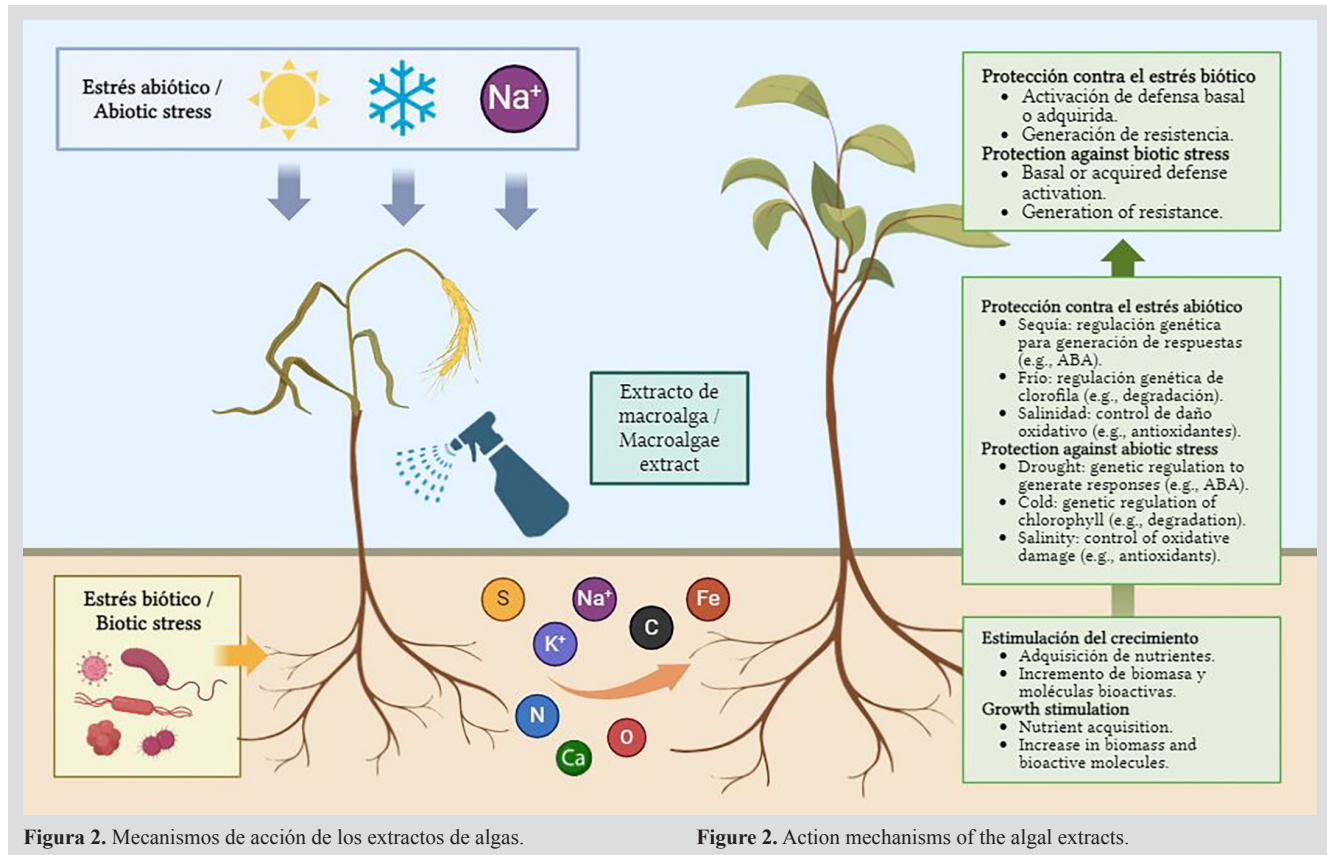 Estrés abiótico /
Abiotic stress
Na⁺
Extracto de
macroalga /
Macroalgae
extract
Estrés biótico /
Biotic stress
S
Na⁺
Fe
K⁺
C
N
O
Ca
Protección contra el estrés biótico
• Activación de defensa basal
o adquirida.
• Generación de resistencia.
Protection against biotic stress
• Basal or acquired defense
activation.
• Generation of resistance.
Protección contra el estrés abiótico
• Sequía: regulación genética
para generación de respuestas
(e.g., ABA).
• Frío: regulación genética de
clorofila (e.g., degradación).
• Salinidad: control de daño
oxidativo (e.g., antioxidantes).
Protection against abiotic stress
• Drought: genetic regulation to
generate responses (e.g., ABA).
• Cold: genetic regulation of
chlorophyll (e.g., degradation).
• Salinity: control of oxidative
damage (e.g., antioxidants).
Estimulación del crecimiento
• Adquisición de nutrientes.
• Incremento de biomasa y
moléculas bioactivas.
Growth stimulation
• Nutrient acquisition.
• Increase in biomass and
bioactive molecules.
Figura 2. Mecanismos de acción de los extractos de algas.
Figure 2. Action mechanisms of the algal extracts.